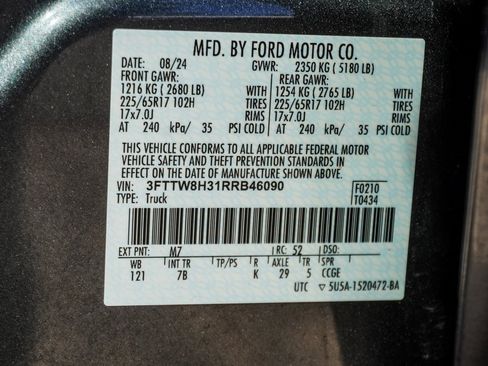 MFD. BY FORD MOTOR CO.
DATE: 08/24 GVWR: 2350 KG ( 5180 LB)
FRONT GAWR: REAR GAWR:
1216 KG ( 2680 LB) WITH 1254 KG ( 2765 LB) WITH
225/65R17 102H TIRES 225/65R17 102H TIRES
17x7.0J RIMS 17x7.0J RIMS
AT 240 kPa/ 35 PSI COLD AT 240 kPa/ 35 PSI COLD
THIS VEHICLE CONFORMS TO ALL APPLICABLE FEDERAL MOTOR
VEHICLE SAFETY AND THEFT PREVENTION STANDARDS IN
EFFECT ON THE DATE OF MANUFACTURE SHOWN ABOVE.
VIN: 3FTTW8H31RRB46090 F0210
TYPE: Truck T0434
EXT PNT: M7 RC: 52 DSO:
WB INT TR TP/PS R AXLE TR SPR
121 7B K 29 5 CCGE
UTC ▽ 5U5A-1520472-BA